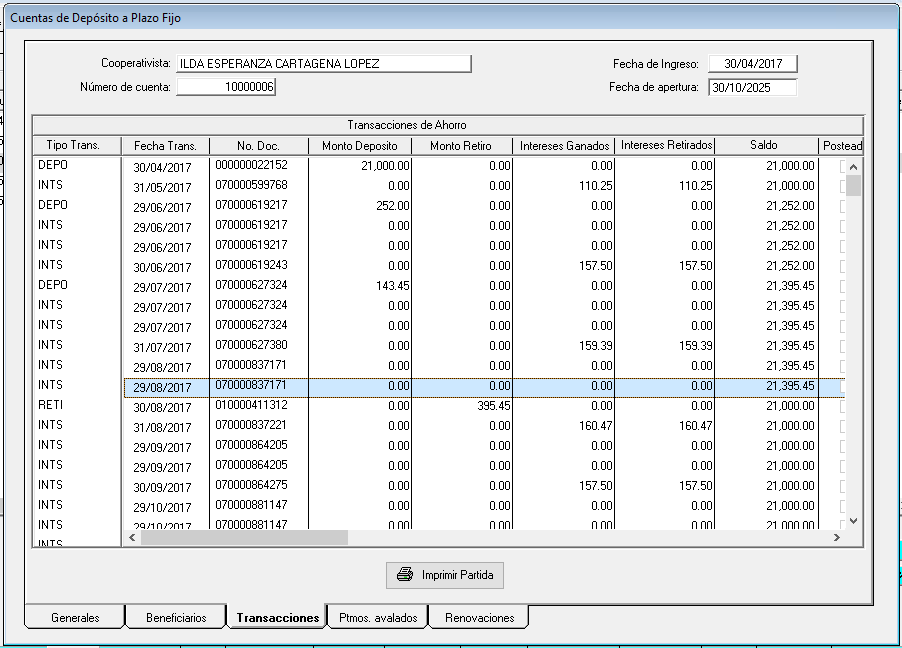 Cuentas de Depósito a Plazo Fijo
Cooperativista: ILDA ESPERANZA CARTAGENA LOPEZ Fecha de Ingreso: 30/04/2017
Número de cuenta: 10000006 Fecha de apertura: 30/10/2025
Transacciones de Ahorro
Tipo Trans. Fecha Trans. No. Doc. Monto Deposito Monto Retiro Intereses Ganados Intereses Retirados Saldo Postead
DEPO 30/04/2017 000000022152 21,000.00 0.00 0.00 0.00 21,000.00
INTS 31/05/2017 070000599768 0.00 0.00 110.25 110.25 21,000.00
DEPO 29/06/2017 070000619217 252.00 0.00 0.00 0.00 21,252.00
INTS 29/06/2017 070000619217 0.00 0.00 0.00 0.00 21,252.00
INTS 29/06/2017 070000619217 0.00 0.00 0.00 0.00 21,252.00
INTS 30/06/2017 070000619243 0.00 0.00 157.50 157.50 21,252.00
DEPO 29/07/2017 070000627324 143.45 0.00 0.00 0.00 21,395.45
INTS 29/07/2017 070000627324 0.00 0.00 0.00 0.00 21,395.45
INTS 29/07/2017 070000627324 0.00 0.00 0.00 0.00 21,395.45
INTS 31/07/2017 070000627380 0.00 0.00 159.39 159.39 21,395.45
INTS 29/08/2017 070000837171 0.00 0.00 0.00 0.00 21,395.45
INTS 29/08/2017 070000837171 0.00 0.00 0.00 0.00 21,395.45
RETI 30/08/2017 010000411312 0.00 395.45 0.00 0.00 21,000.00
INTS 31/08/2017 070000837221 0.00 0.00 160.47 160.47 21,000.00
INTS 29/09/2017 070000864205 0.00 0.00 0.00 0.00 21,000.00
INTS 29/09/2017 070000864205 0.00 0.00 0.00 0.00 21,000.00
INTS 30/09/2017 070000864275 0.00 0.00 157.50 157.50 21,000.00
INTS 29/10/2017 070000881147 0.00 0.00 0.00 0.00 21,000.00
INTS 29/10/2017 070000881147 0.00 0.00 0.00 0.00 21,000.00
INTS
Imprimir Partida
Generales Beneficiarios Transacciones Ptmos. avalados Renovaciones